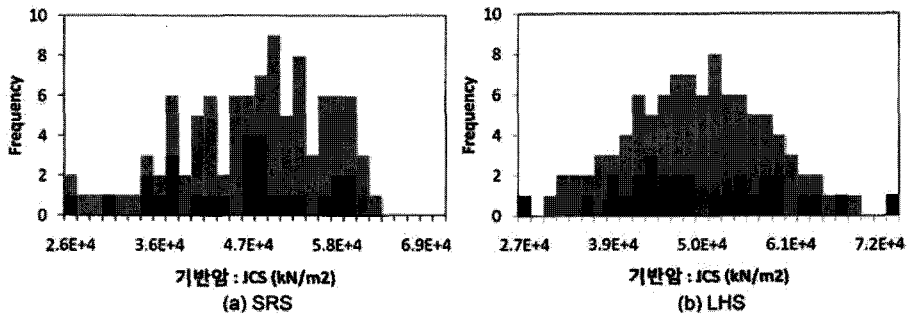 10
8
6
4
2
0
Frequency
2.6E+4 3.6E+4 4.7E+4 5.8E+4 6.9E+4
기반암 : JCS (kN/m2)
(a) SRS
10
8
6
4
2
0
Frequency
2.7E+4 3.9E+4 5.0E+4 6.1E+4 7.2E+4
기반암 : JCS (kN/m2)
(b) LHS